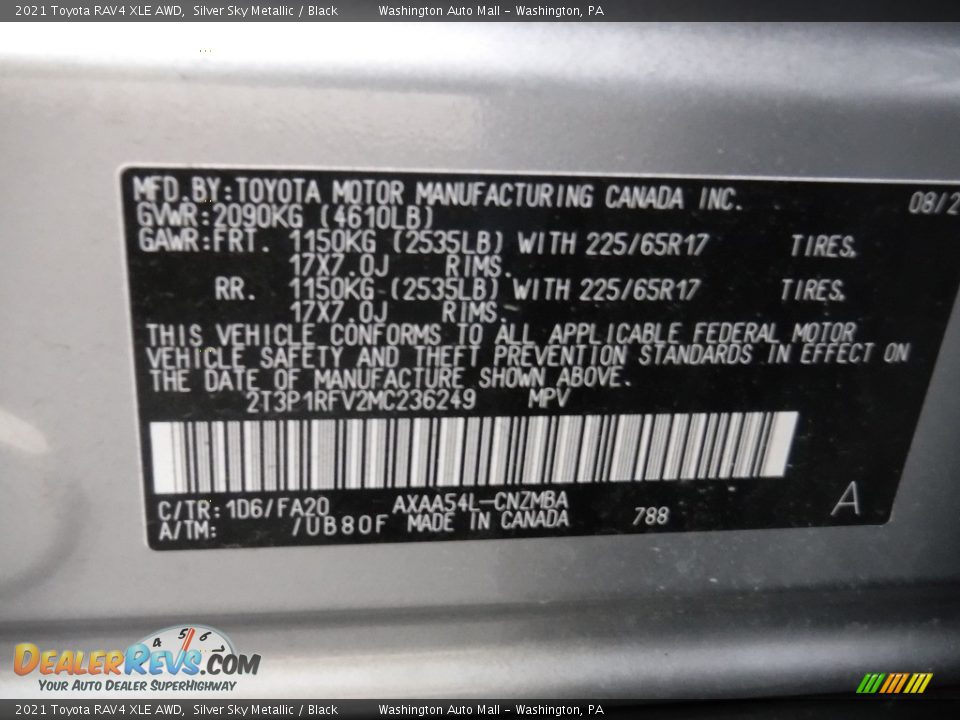 2021 Toyota RAV4 XLE AWD, Silver Sky Metallic / Black Washington Auto Mall - Washington, PA
MFD.BY:TOYOTA MOTOR MANUFACTURING CANADA INC. 08/2
GVWR:2090KG (4610LB)
GAWR:FRT. 1150KG (2535LB) WITH 225/65R17 TIRES.
17X7.0J RIMS.
RR. 1150KG (2535LB) WITH 225/65R17 TIRES.
17X7.0J RIMS.
THIS VEHICLE CONFORMS TO ALL APPLICABLE FEDERAL MOTOR
VEHICLE SAFETY AND THEFT PREVENTION STANDARDS IN EFFECT ON
THE DATE OF MANUFACTURE SHOWN ABOVE.
2T3P1RFV2MC236249 MPV
C/TR:1D6/FA20 AXAA54L-CNZMBA
A/TM: /UB80F MADE IN CANADA 788 A
4 5 6
DEALERREVS.COM
YOUR AUTO DEALER SUPERHIGHWAY
2021 Toyota RAV4 XLE AWD, Silver Sky Metallic / Black Washington Auto Mall - Washington, PA